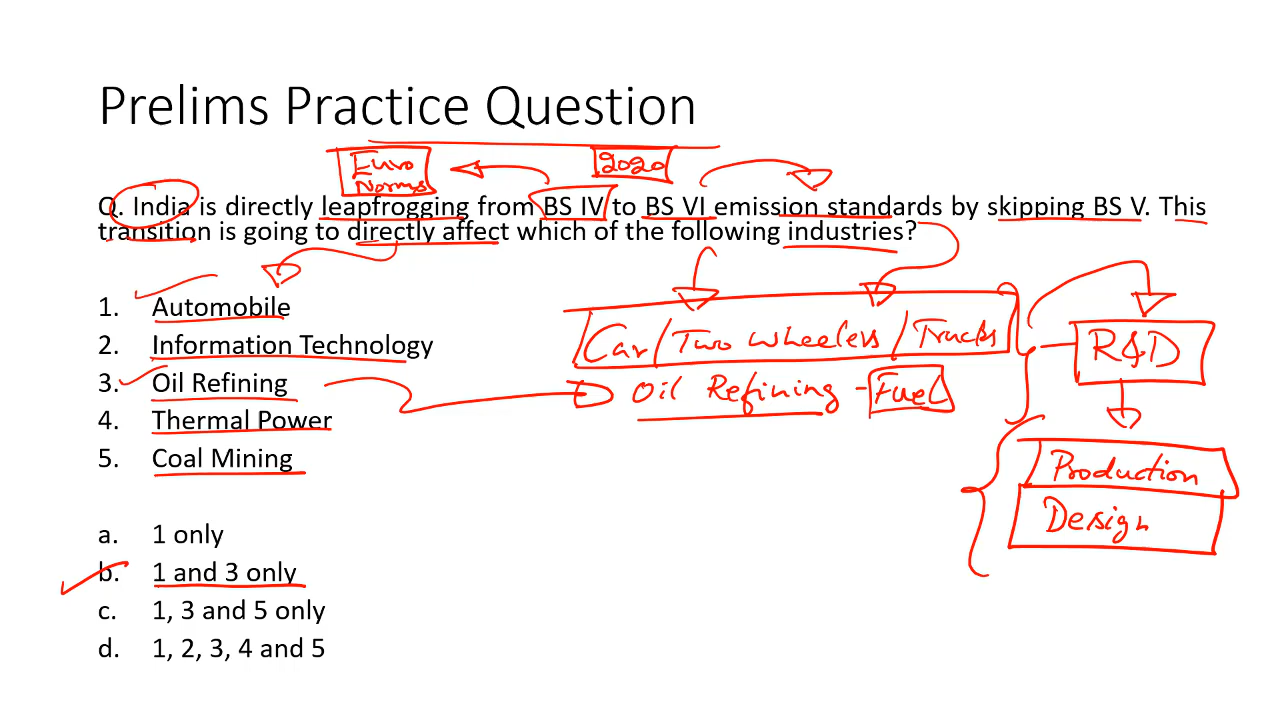 Prelims Practice Question
Euro
Norms
2020
Q. India is directly leapfrogging from BS IV to BS VI emission standards by skipping BS V. This
transition is going to directly affect which of the following industries?
1. Automobile
2. Information Technology
3. Oil Refining
4. Thermal Power
5. Coal Mining
Car/Two wheelers/Trucks
Oil Refining - Fuel
R&D
Production
Design
a. 1 only
b. 1 and 3 only
c. 1, 3 and 5 only
d. 1, 2, 3, 4 and 5